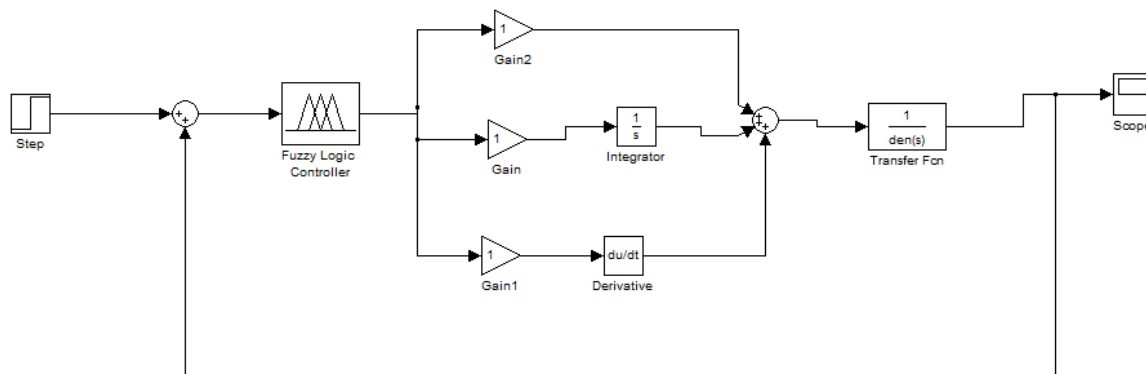 1
Gain2
Step
+
+
Fuzzy Logic
Controller
1
Gain
1
s
Integrator
+
+
+
1
den(s)
Transfer Fcn
Scope
1
Gain1
du/dt
Derivative